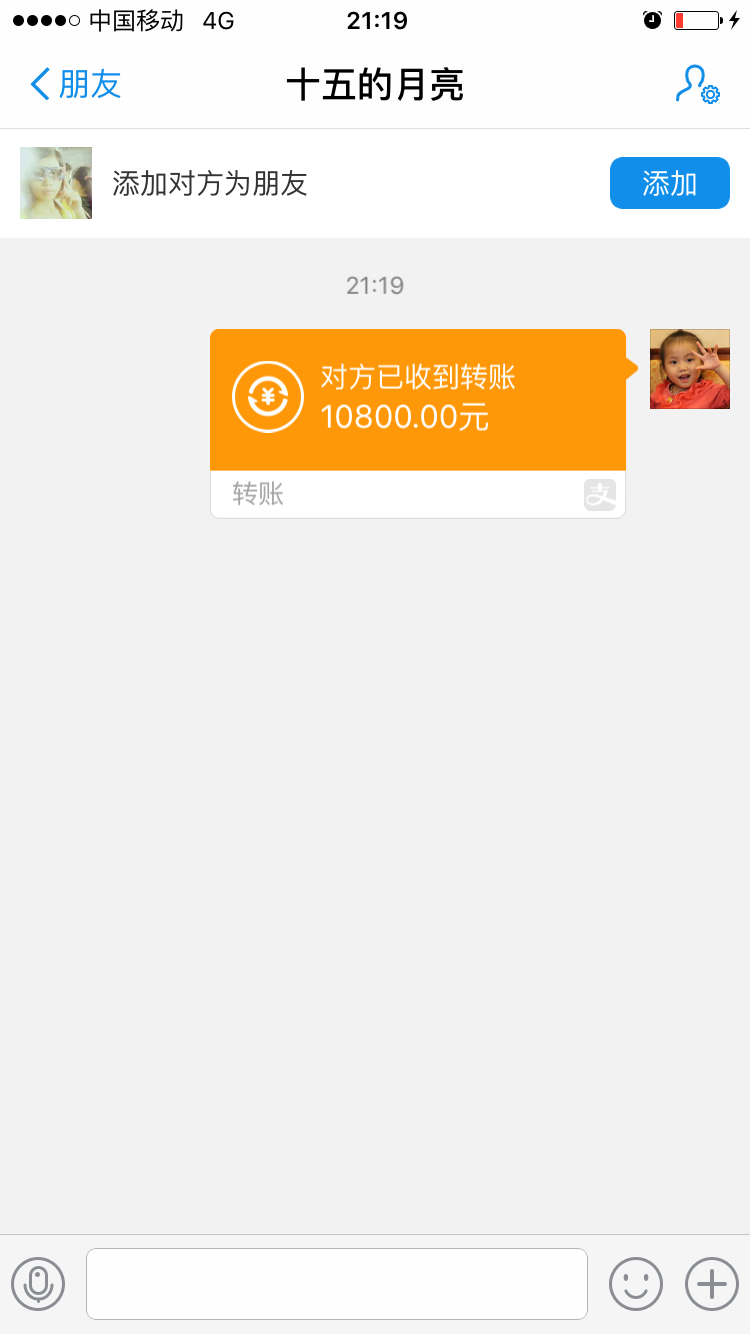 中国移动 4G 21:19
朋友 十五的月亮
添加对方为朋友 添加
21:19
对方已收到转账
10800.00元
转账
支